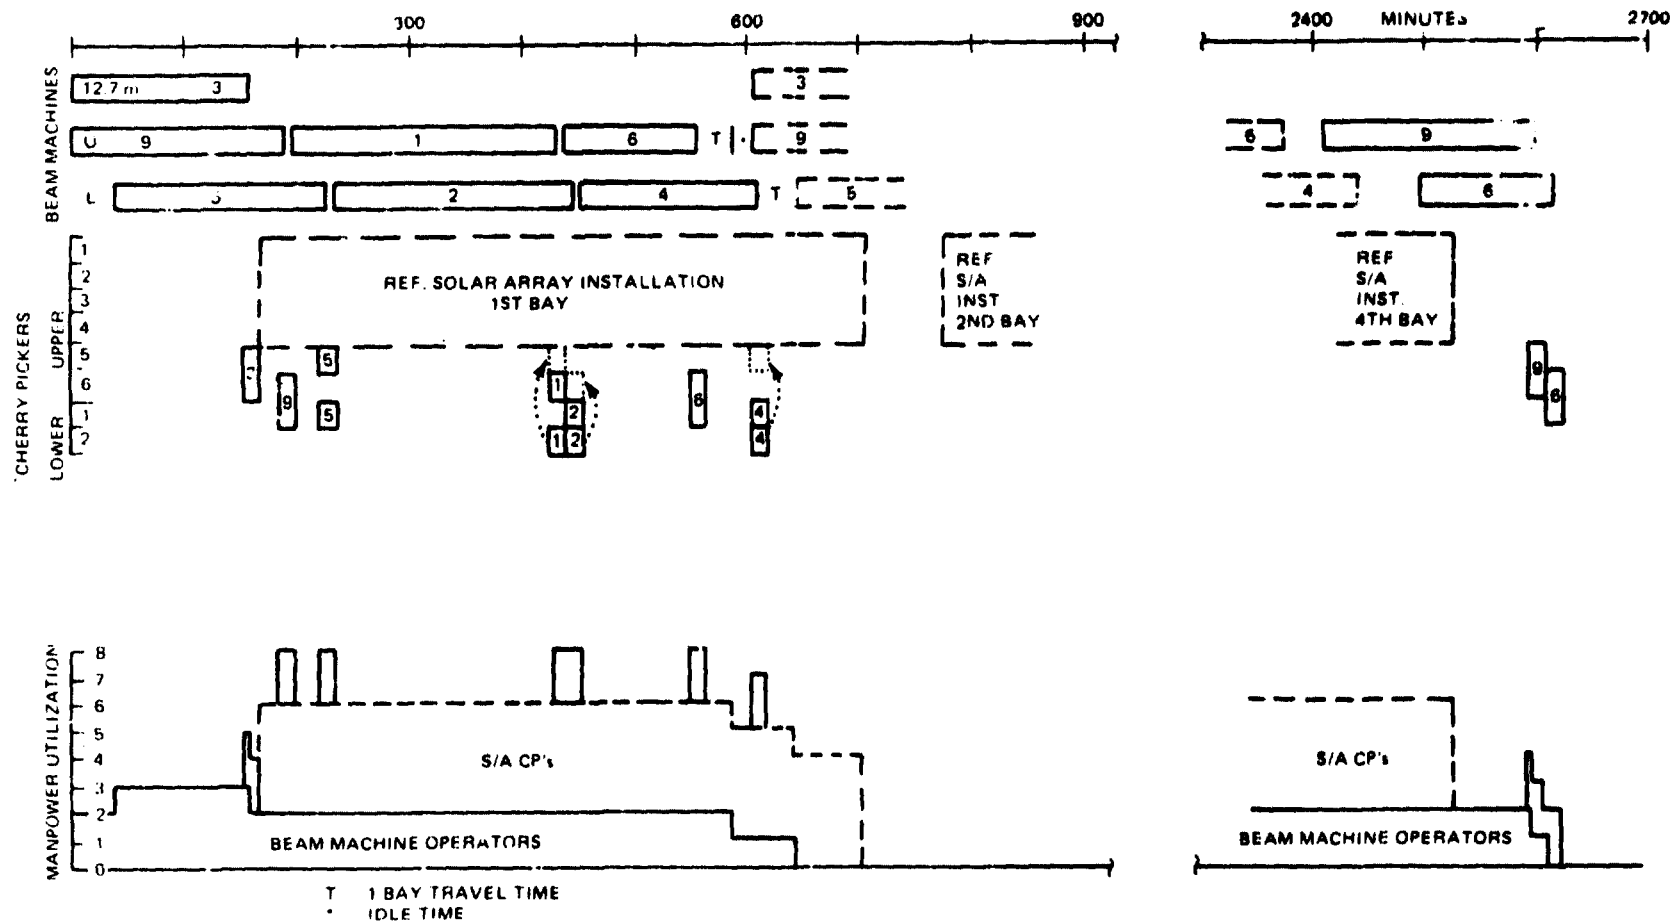 300 600 900 2400 MINUTES 2700
BEAM MACHINES
12.7 m 3 3
U 9 1 6 T 9 6 9
L 2 4 T 5 4 6
CHERRY PICKERS
UPPER
LOWER
1
2
3
4
5
6
1
2
REF. SOLAR ARRAY INSTALLATION
1ST BAY
REF
S/A
INST
2ND BAY
REF
S/A
INST.
4TH BAY
5
9
5
1
2
1 2
6
4
4
9
6
MANPOWER UTILIZATION
8
7
6
5
4
3
2
1
0
S/A CP's
S/A CP's
BEAM MACHINE OPERATORS
BEAM MACHINE OPERATORS
T 1 BAY TRAVEL TIME
• IDLE TIME